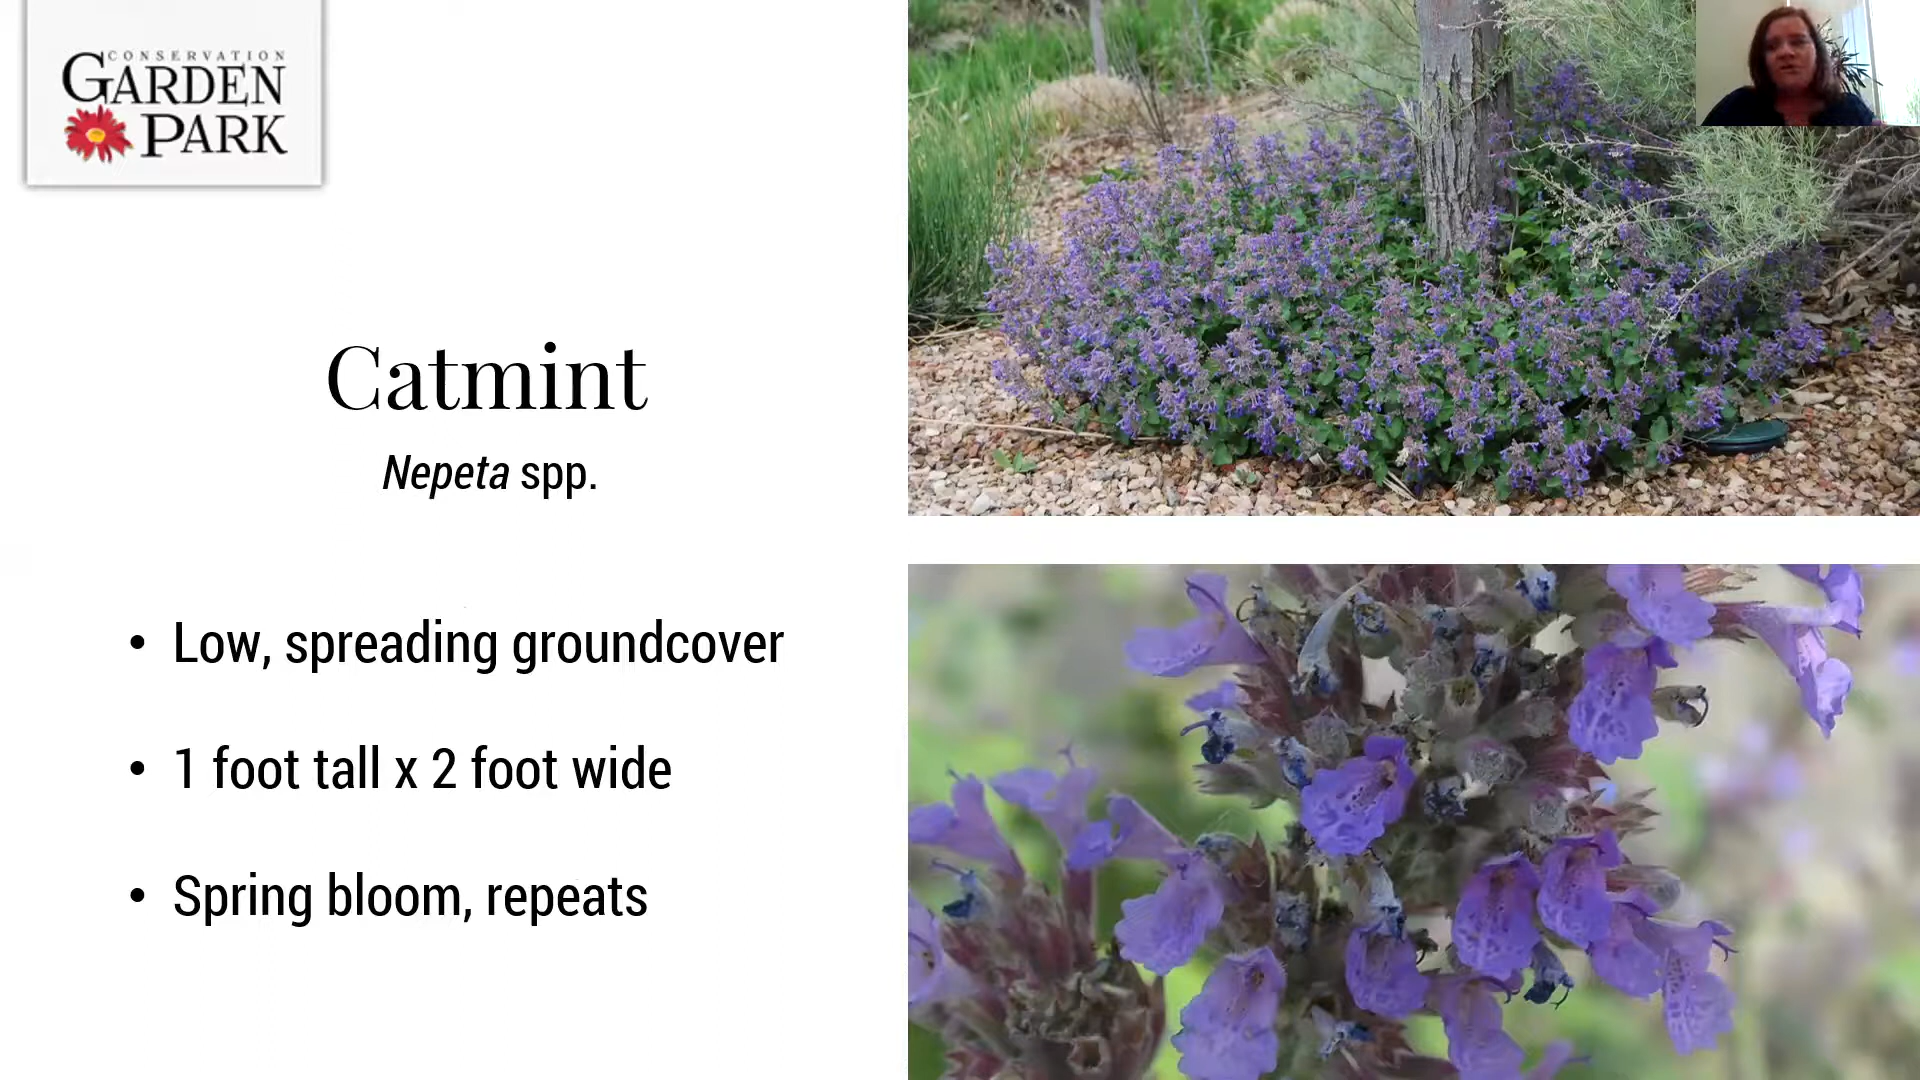 CONSERVATION
GARDEN
PARK
Catmint
Nepeta spp.
• Low, spreading groundcover
• 1 foot tall x 2 foot wide
• Spring bloom, repeats